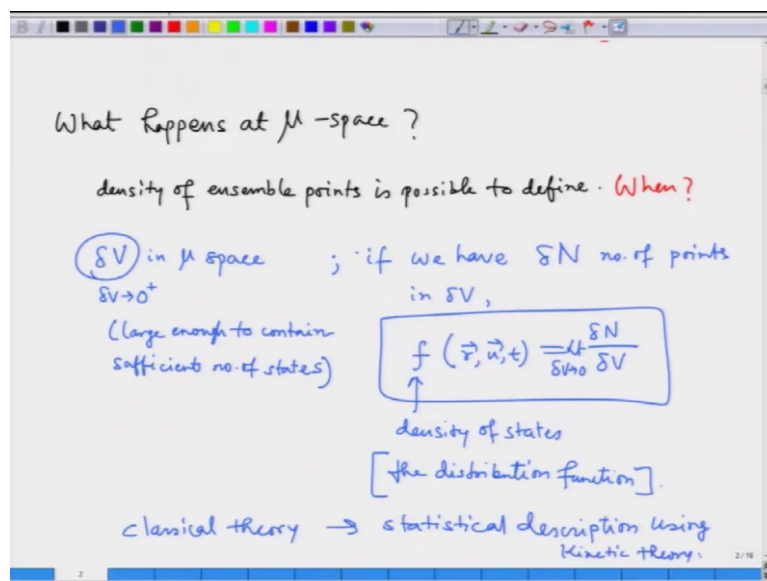 B I
What happens at μ-space ?
density of ensemble points is possible to define. When?
δV in μ space ; if we have δN no. of points
δV→0⁺ in δV,
(large enough to contain
sufficient no. of states)
f (r⃗, u⃗, t) = lt δV→0 δN/δV
density of states
[the distribution function].
classical theory → statistical description using
Kinetic theory.
2/16
2